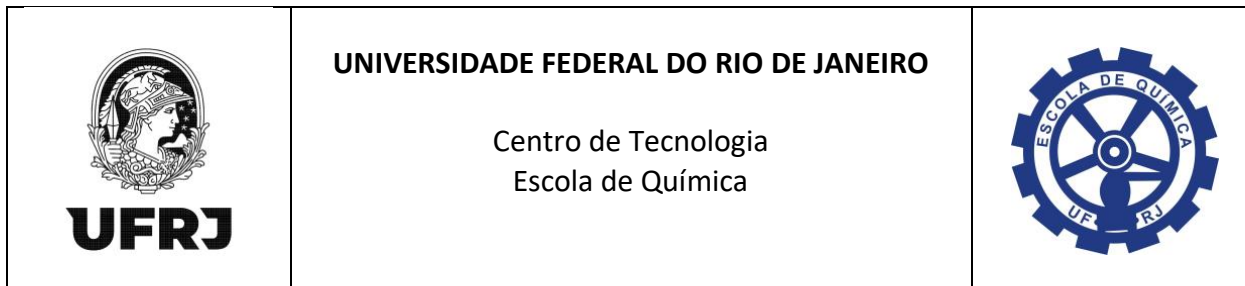 UFRJ
UNIVERSIDADE FEDERAL DO RIO DE JANEIRO
Centro de Tecnologia
Escola de Química
ESCOLA DE QUÍMICA
UFRJ